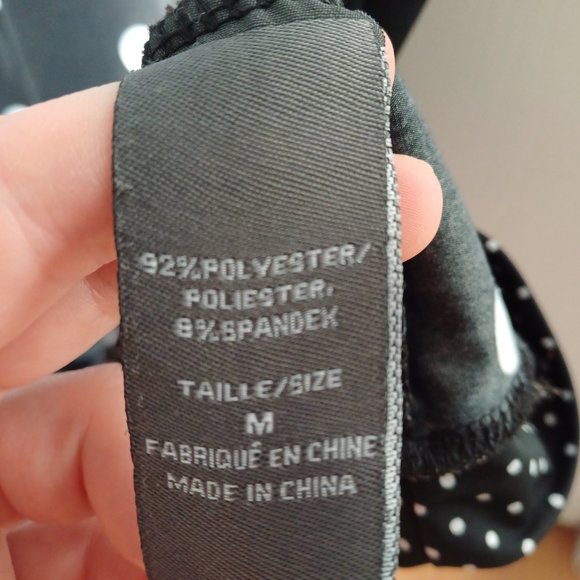 92%POLYESTER/
POLIESTER,
8%SPANDEX
TAILLE/SIZE
M
FABRIQUÉ EN CHINE
MADE IN CHINA